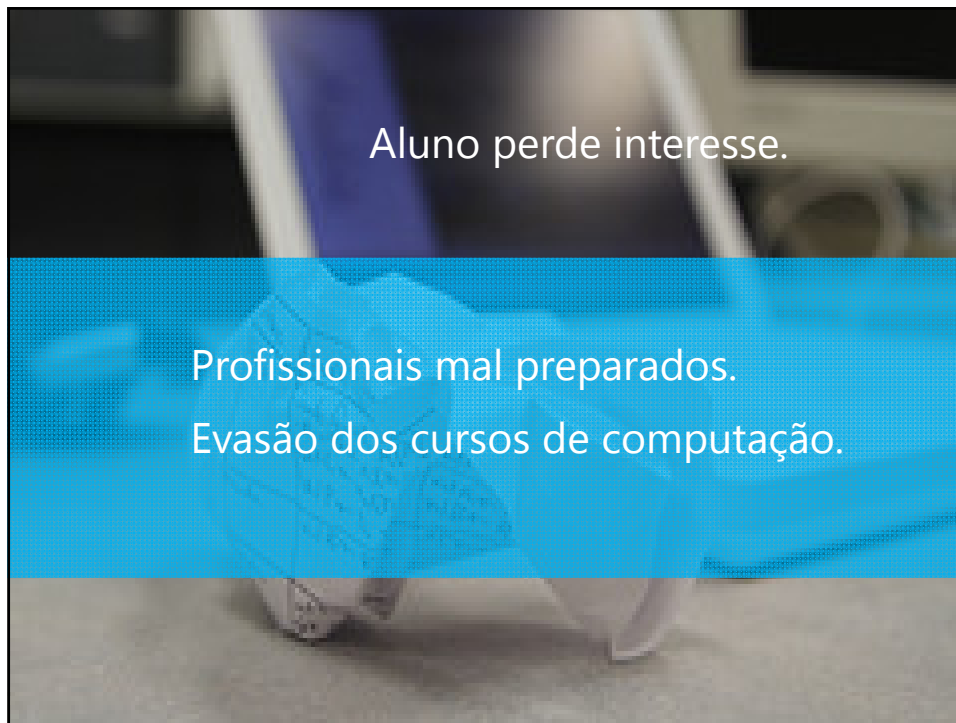 Aluno perde interesse.
Profissionais mal preparados.
Evasão dos cursos de computação.